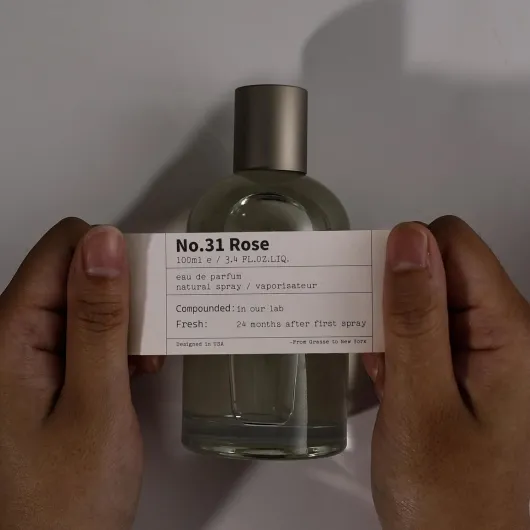 No.31 Rose
100ml e / 3.4 FL.OZ.LIQ.
eau de parfum
natural spray / vaporisateur
Compounded: in our lab
Fresh: 24 months after first spray
Designed in USA
-From Grasse to New York